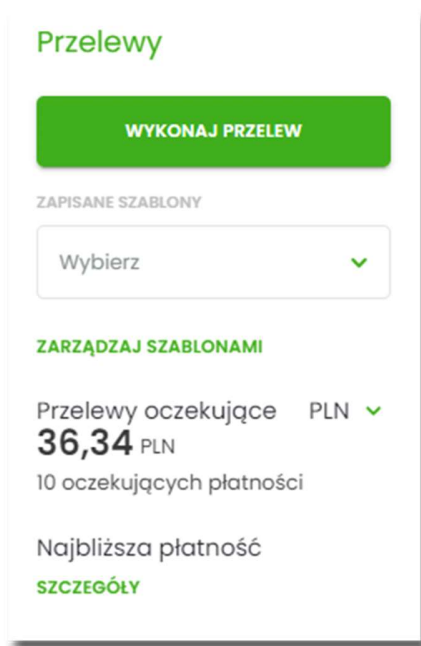 Przelewy
WYKONAJ PRZELEW
ZAPISANE SZABLONY
Wybierz
ZARZĄDZAJ SZABLONAMI
Przelewy oczekujące PLN
36,34 PLN
10 oczekujących płatności
Najbliższa płatność
SZCZEGÓŁY